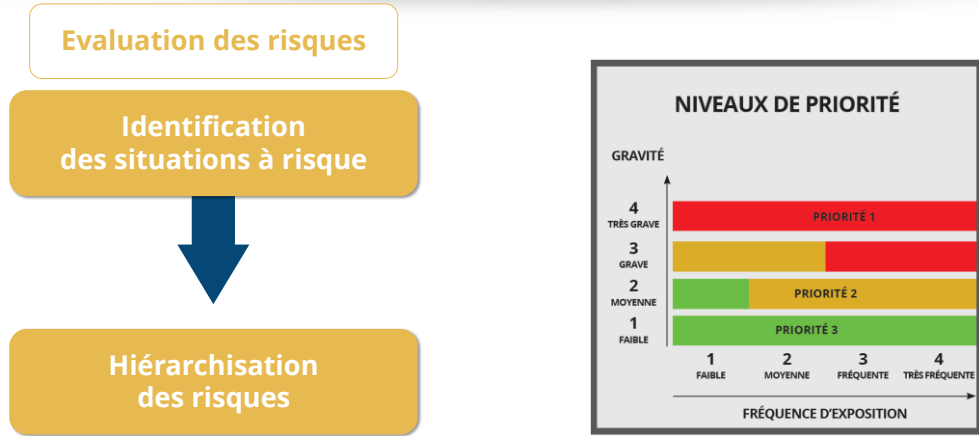 Evaluation des risques
Identification
des situations à risque
Hiérarchisation
des risques
NIVEAUX DE PRIORITÉ
GRAVITÉ
4
TRÈS GRAVE
PRIORITÉ 1
3
GRAVE
2
MOYENNE
PRIORITÉ 2
1
FAIBLE
PRIORITÉ 3
1 2 3 4
FAIBLE MOYENNE FRÉQUENTE TRÈS FRÉQUENTE
FRÉQUENCE D'EXPOSITION